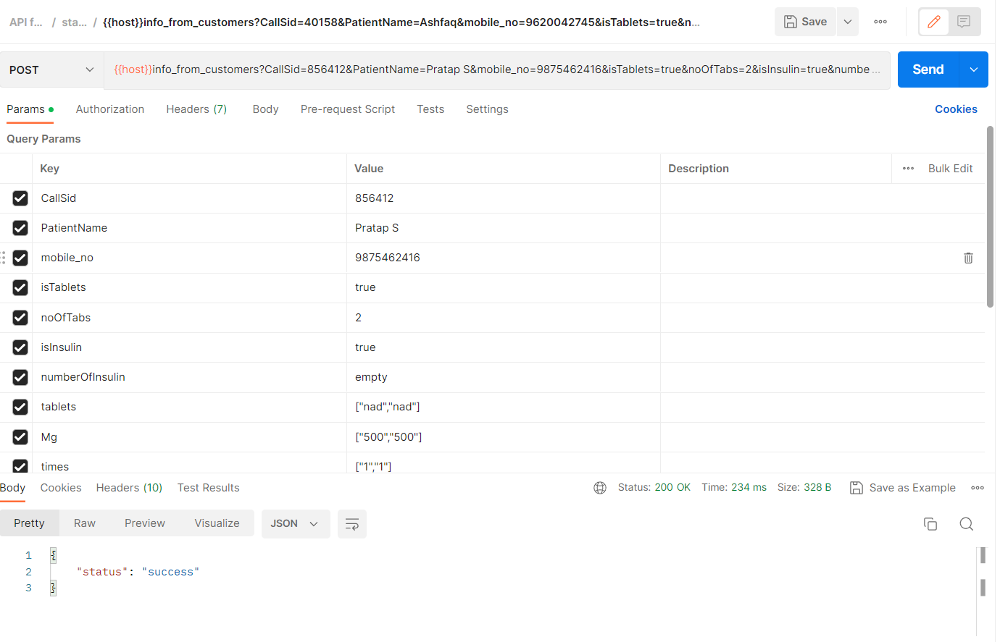 API f... / sta... / {{host}}info_from_customers?CallSid=40158&PatientName=Ashfaq&mobile_no=9620042745&isTablets=true&n...
Save
POST
{{host}}info_from_customers?CallSid=856412&PatientName=Pratap S&mobile_no=9875462416&isTablets=true&noOfTabs=2&isInsulin=true&numbe ...
Send
Params Authorization Headers (7) Body Pre-request Script Tests Settings Cookies
Query Params
Key Value Description Bulk Edit
CallSid 856412
PatientName Pratap S
mobile_no 9875462416
isTablets true
noOfTabs 2
isInsulin true
numberOfInsulin empty
tablets ["nad","nad"]
Mg ["500","500"]
times ["1","1"]
Body Cookies Headers (10) Test Results Status: 200 OK Time: 234 ms Size: 328 B Save as Example
Pretty Raw Preview Visualize JSON
1 {
2 "status": "success"
3 }